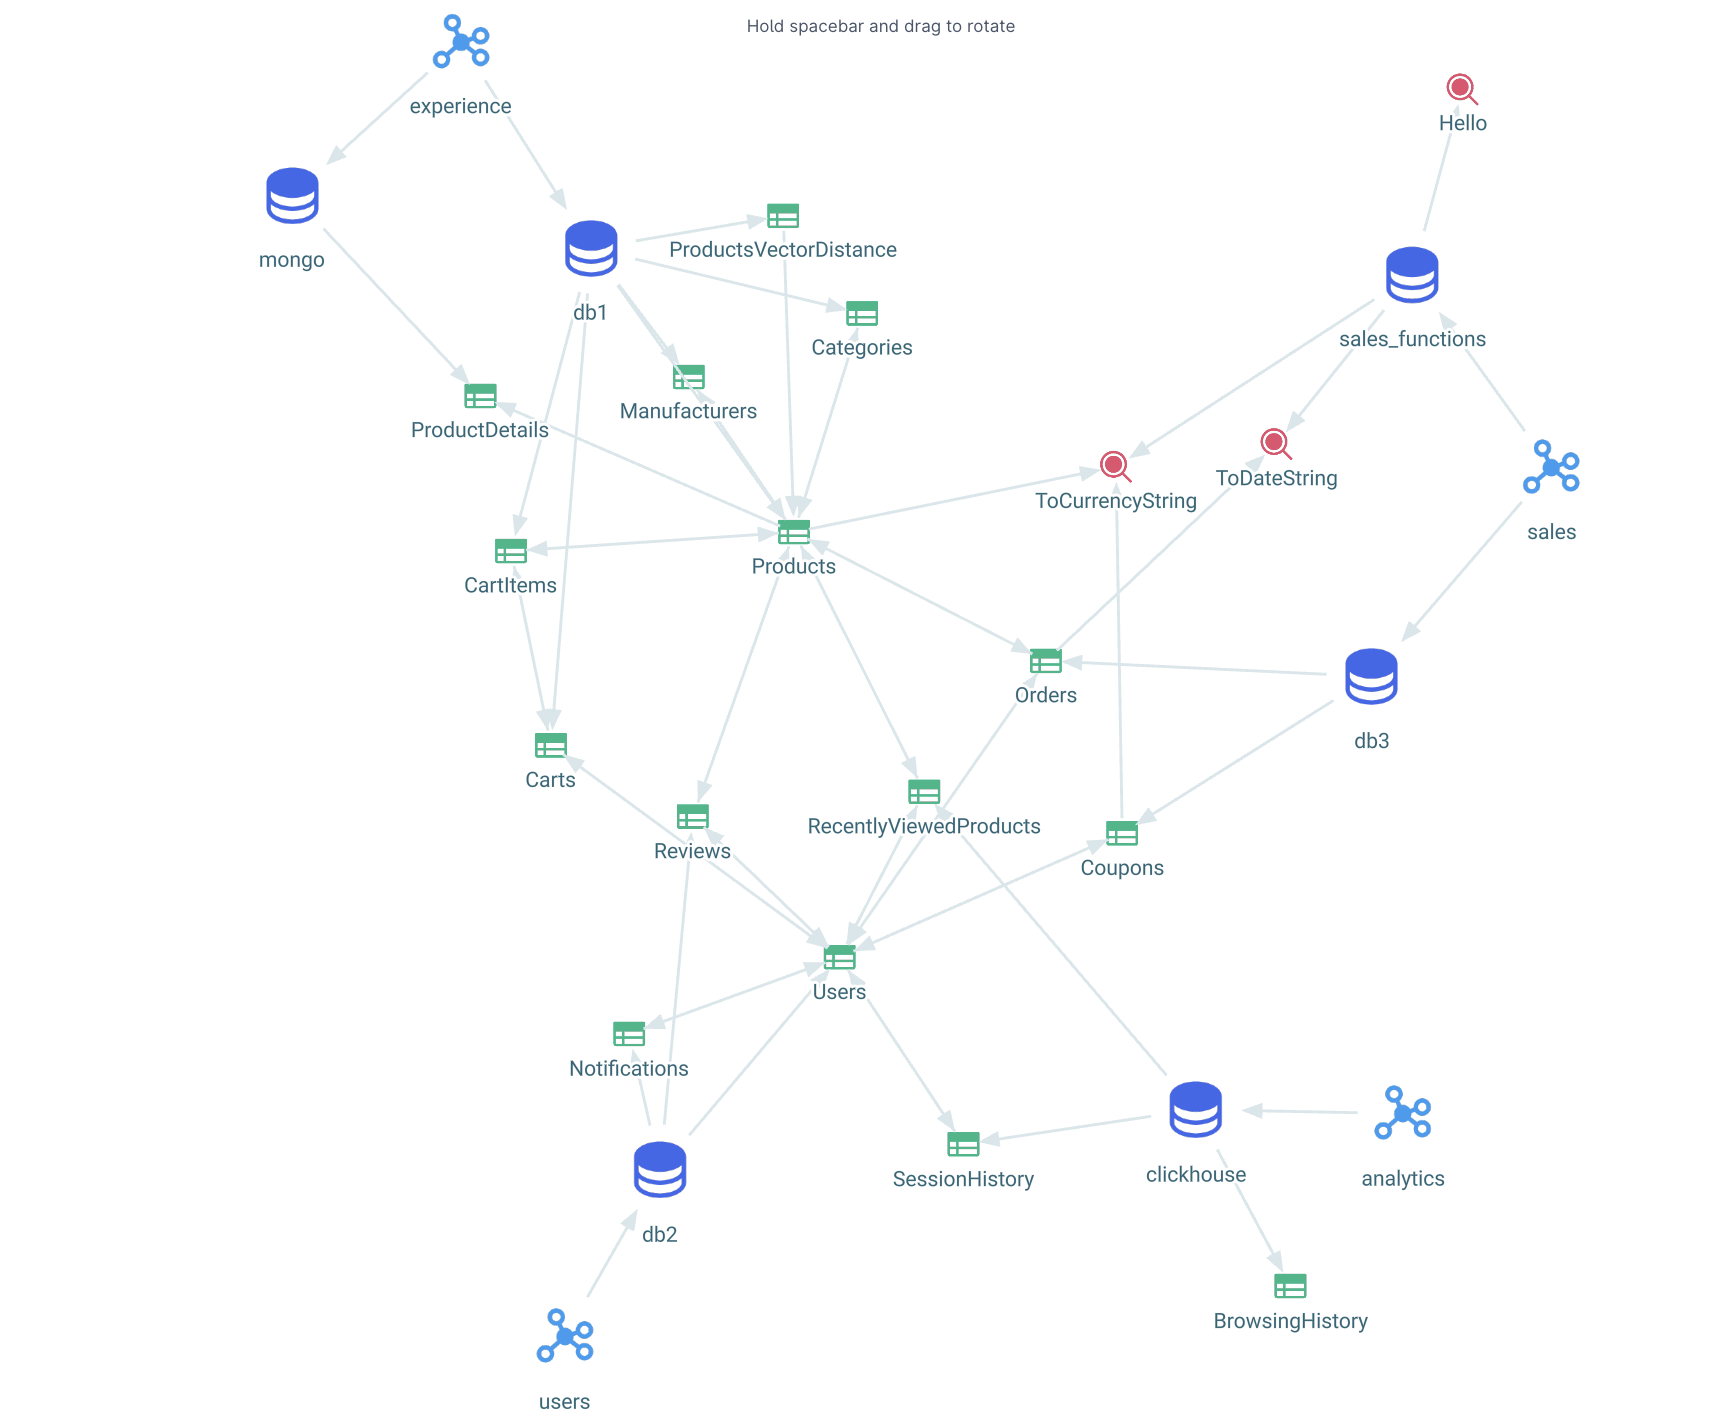 Hold spacebar and drag to rotate
experience
Hello
mongo
ProductsVectorDistance
db1
Categories
sales_functions
Manufacturers
ProductDetails
ToDateString
ToCurrencyString
sales
Products
CartItems
Orders
db3
Carts
RecentlyViewedProducts
Reviews
Coupons
Users
Notifications
clickhouse
SessionHistory
analytics
db2
BrowsingHistory
users